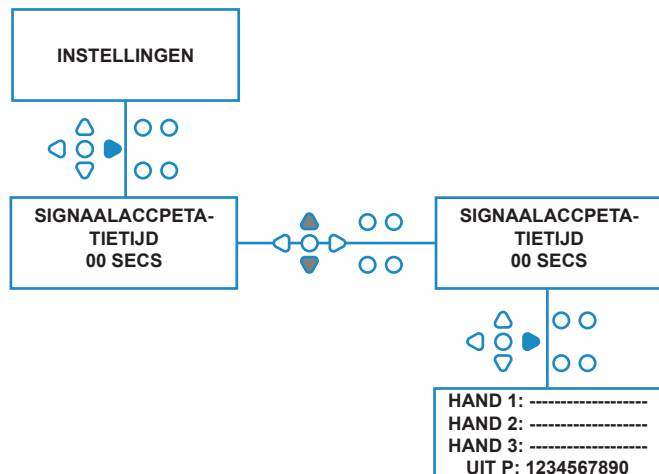 INSTELLINGEN
SIGNAALACCPETA-
TIETIJD
00 SECS
SIGNAALACCPETA-
TIETIJD
00 SECS
HAND 1: -------------------
HAND 2: -------------------
HAND 3: -------------------
UIT P: 1234567890